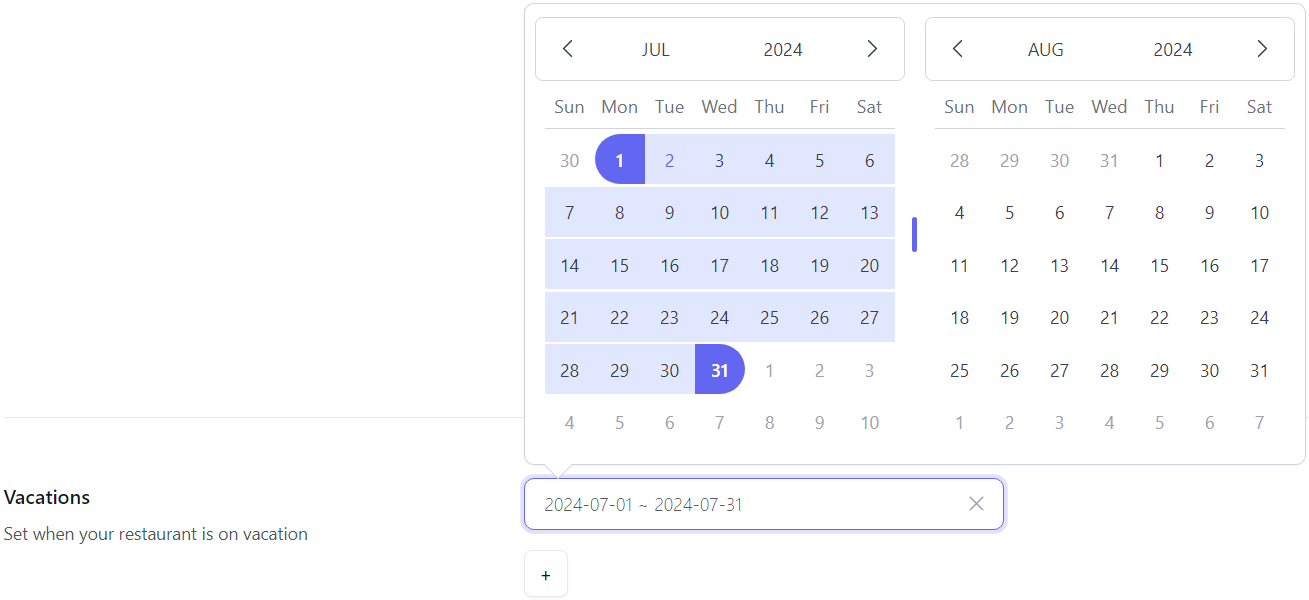 JUL 2024
Sun Mon Tue Wed Thu Fri Sat
30 1 2 3 4 5 6
7 8 9 10 11 12 13
14 15 16 17 18 19 20
21 22 23 24 25 26 27
28 29 30 31 1 2 3
4 5 6 7 8 9 10
AUG 2024
Sun Mon Tue Wed Thu Fri Sat
28 29 30 31 1 2 3
4 5 6 7 8 9 10
11 12 13 14 15 16 17
18 19 20 21 22 23 24
25 26 27 28 29 30 31
1 2 3 4 5 6 7
Vacations
Set when your restaurant is on vacation
2024-07-01 ~ 2024-07-31
+